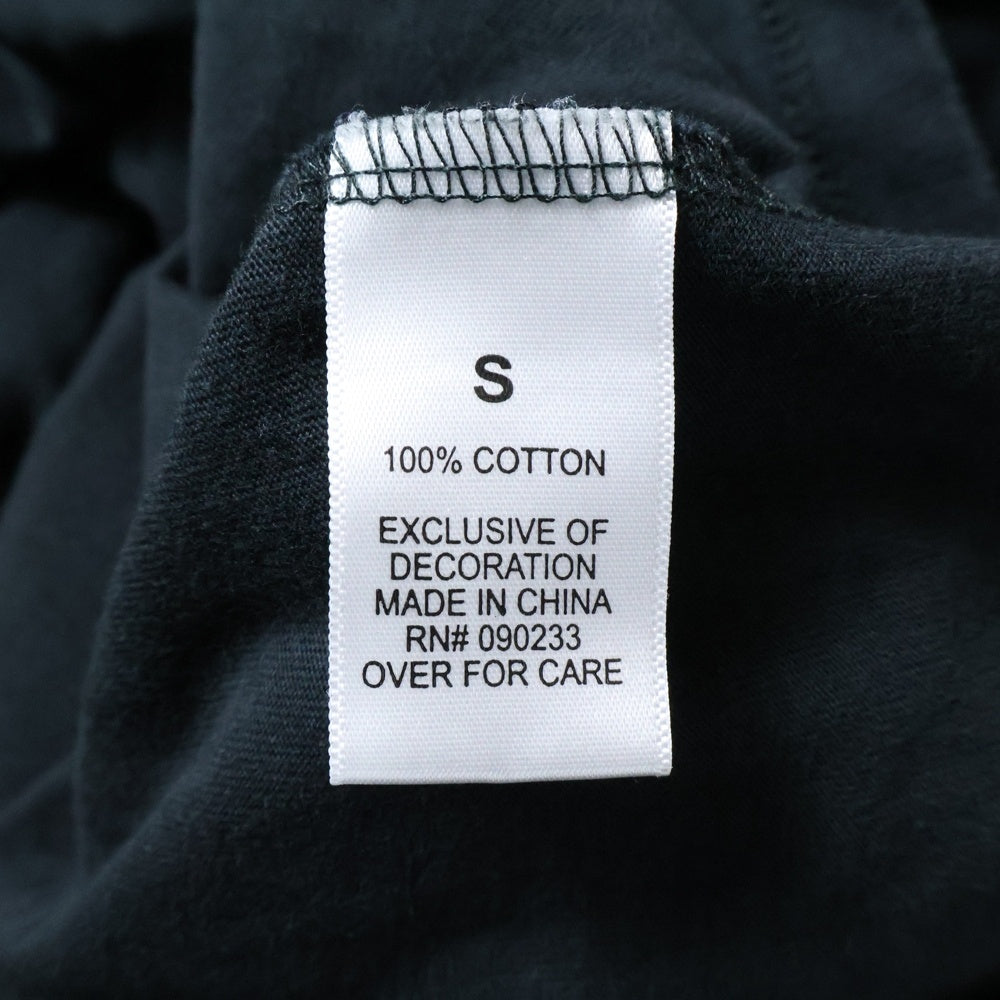 S
100% COTTON
EXCLUSIVE OF
DECORATION
MADE IN CHINA
RN# 090233
OVER FOR CARE